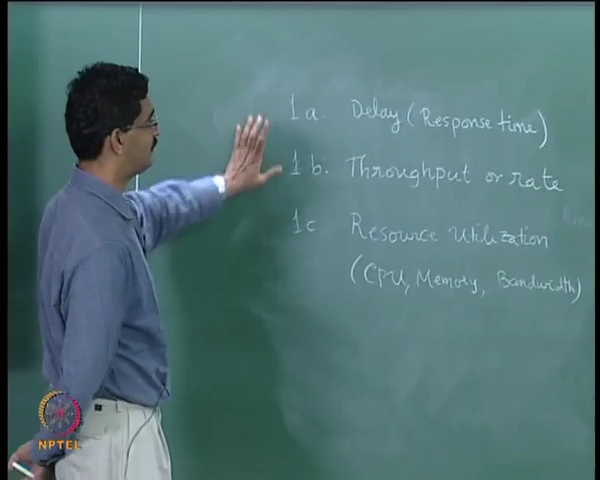 1a. Delay (Response time)
1b. Throughput or rate
1c Resource Utilization
(CPU, Memory, Bandwidth)
NPTEL